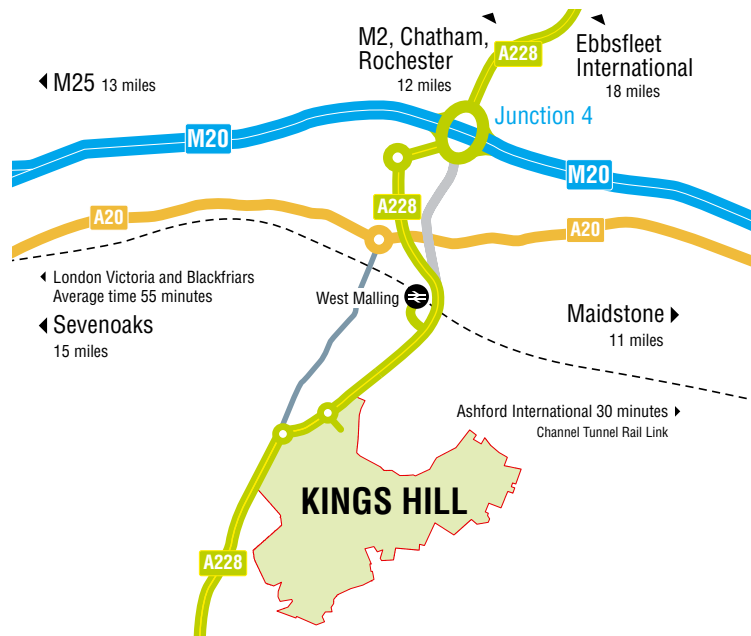 M2, Chatham,
Rochester
12 miles
A228
Ebbsfleet
International
18 miles
M25 13 miles
Junction 4
M20
M20
A228
A20
A20
London Victoria and Blackfriars
Average time 55 minutes
West Malling
Sevenoaks
15 miles
Maidstone
11 miles
Ashford International 30 minutes
Channel Tunnel Rail Link
KINGS HILL
A228